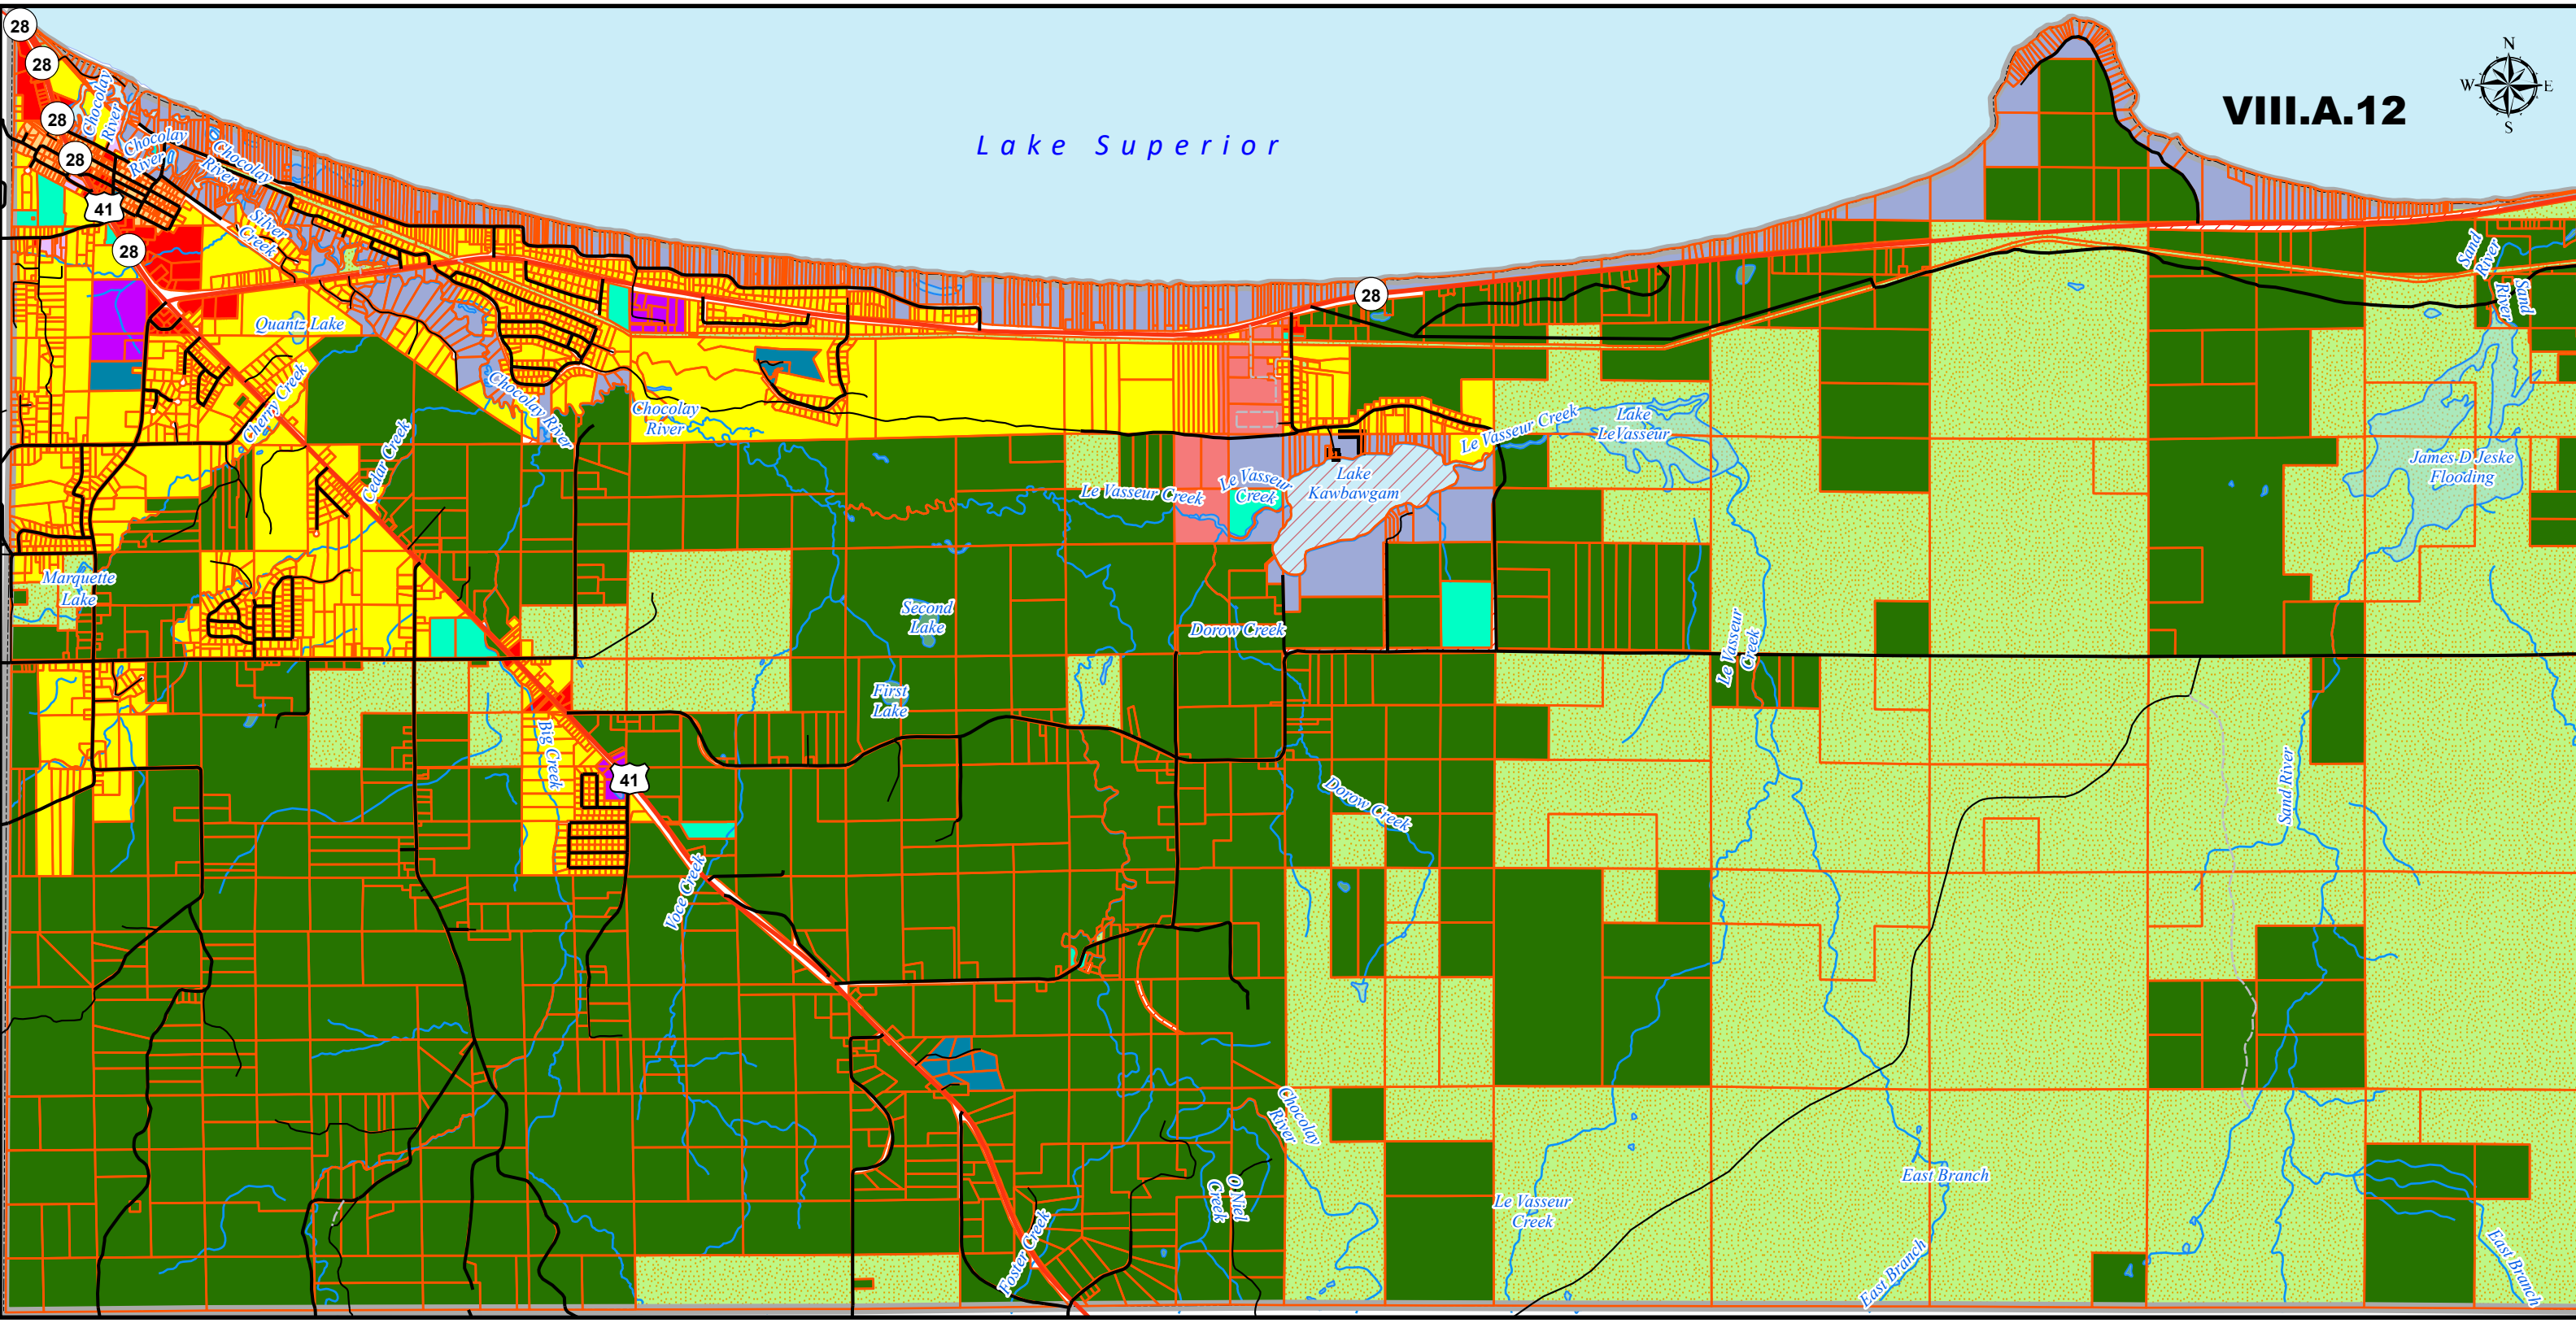 28
28
28
28
41
28
Chocolay
River
Chocolay
River
Chocolay
River
Silver
Creek
Lake Superior
VIII.A.12
N
W
E
S
Sand
River
Sand
River
28
Quantz Lake
Cherry Creek
Cedar Creek
Chocolay River
Chocolay
River
Le Vasseur Creek
Lake
LeVasseur
Le Vasseur Creek
Le Vasseur
Creek
Lake
Kawbawgam
James D Jeske
Flooding
Marquette
Lake
Second
Lake
Dorow Creek
Le Vasseur
Creek
First
Lake
Big Creek
41
Dorow Creek
Sand River
Voce Creek
Chocolay
River
O Niel
Creek
Foster Creek
Le Vasseur
Creek
East Branch
East Branch
East Branch